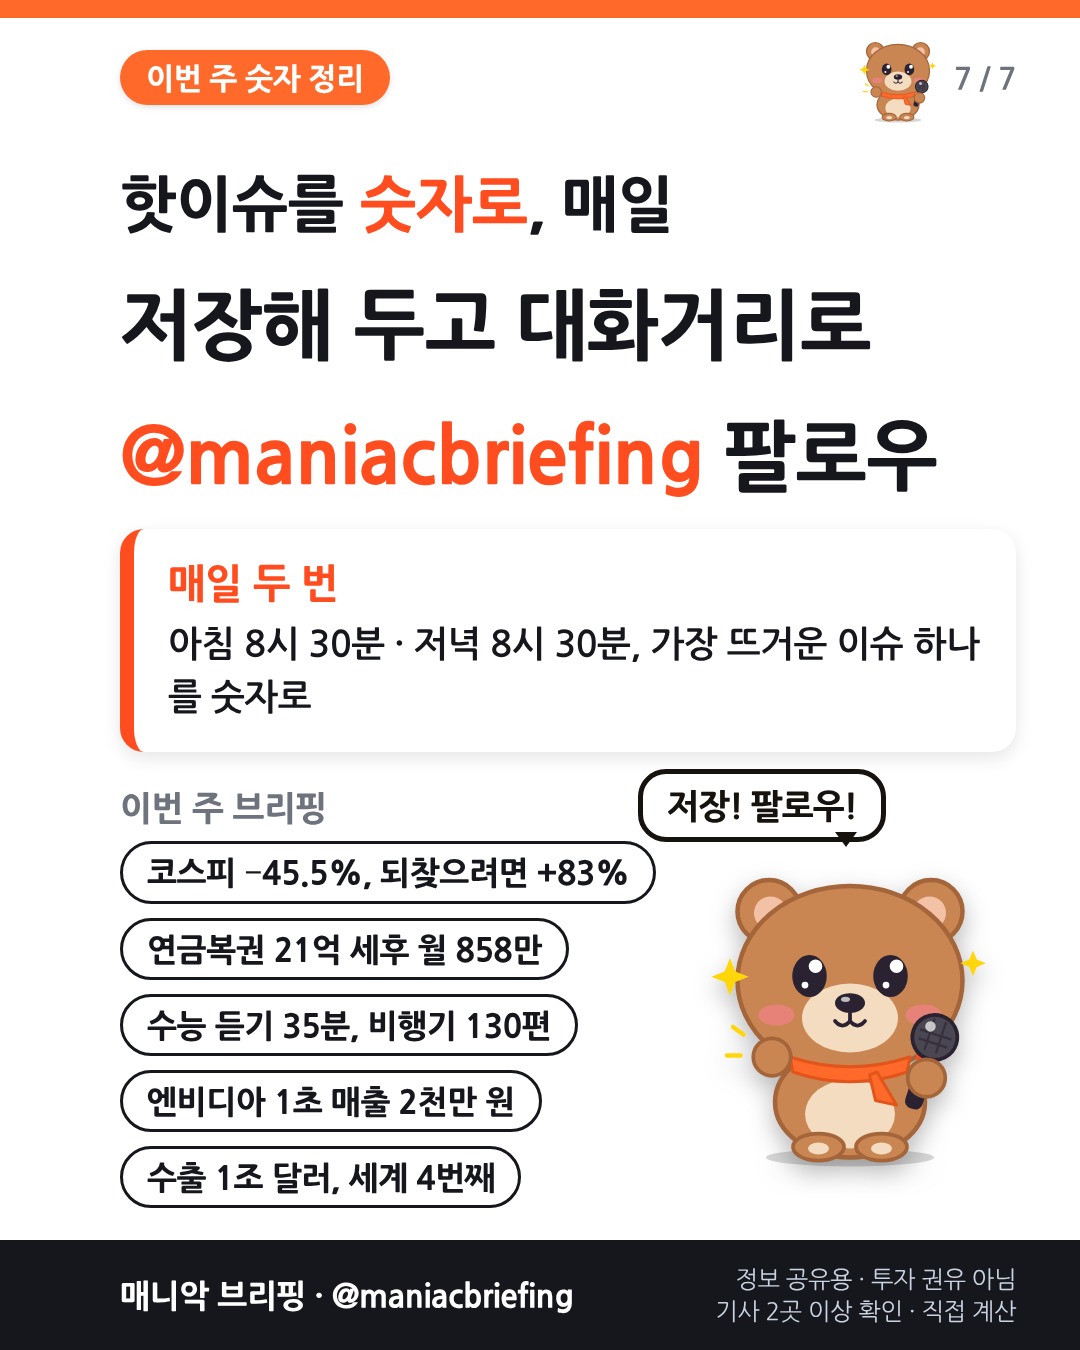 이번 주 숫자 정리
7 / 7
핫이슈를 숫자로, 매일
저장해 두고 대화거리로
@maniacbriefing 팔로우
매일 두 번
아침 8시 30분 · 저녁 8시 30분, 가장 뜨거운 이슈 하나
를 숫자로
이번 주 브리핑
저장! 팔로우!
코스피 −45.5%, 되찾으려면 +83%
연금복권 21억 세후 월 858만
수능 듣기 35분, 비행기 130편
엔비디아 1초 매출 2천만 원
수출 1조 달러, 세계 4번째
매니악 브리핑 · @maniacbriefing
정보 공유용 · 투자 권유 아님
기사 2곳 이상 확인 · 직접 계산